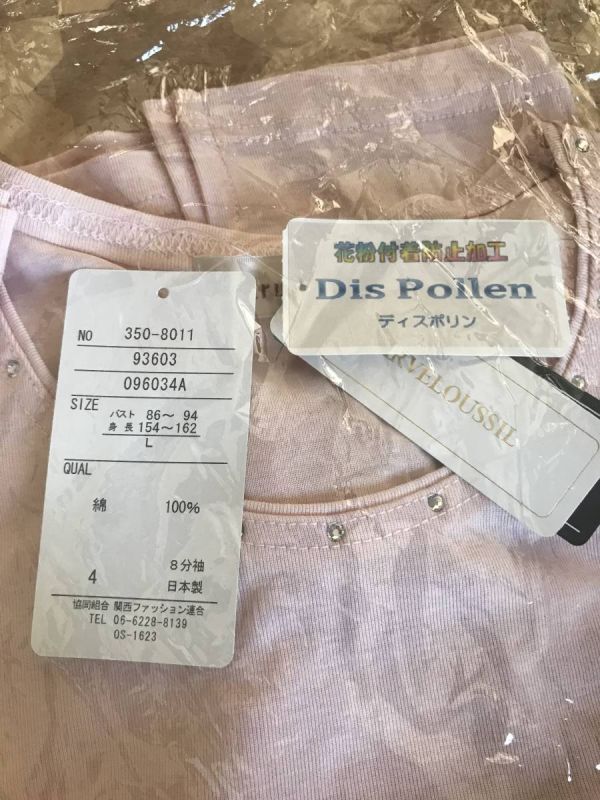 花粉付着防止加工
Dis Pollen
ディスポリン
RVELOUSSIL
NO 350-8011
93603
096034A
SIZE
バスト 86〜 94
身長 154〜162
L
QUAL
綿 100%
8分袖
4 日本製
協同組合 関西ファッション連合
TEL 06-6228-8139
OS-1623